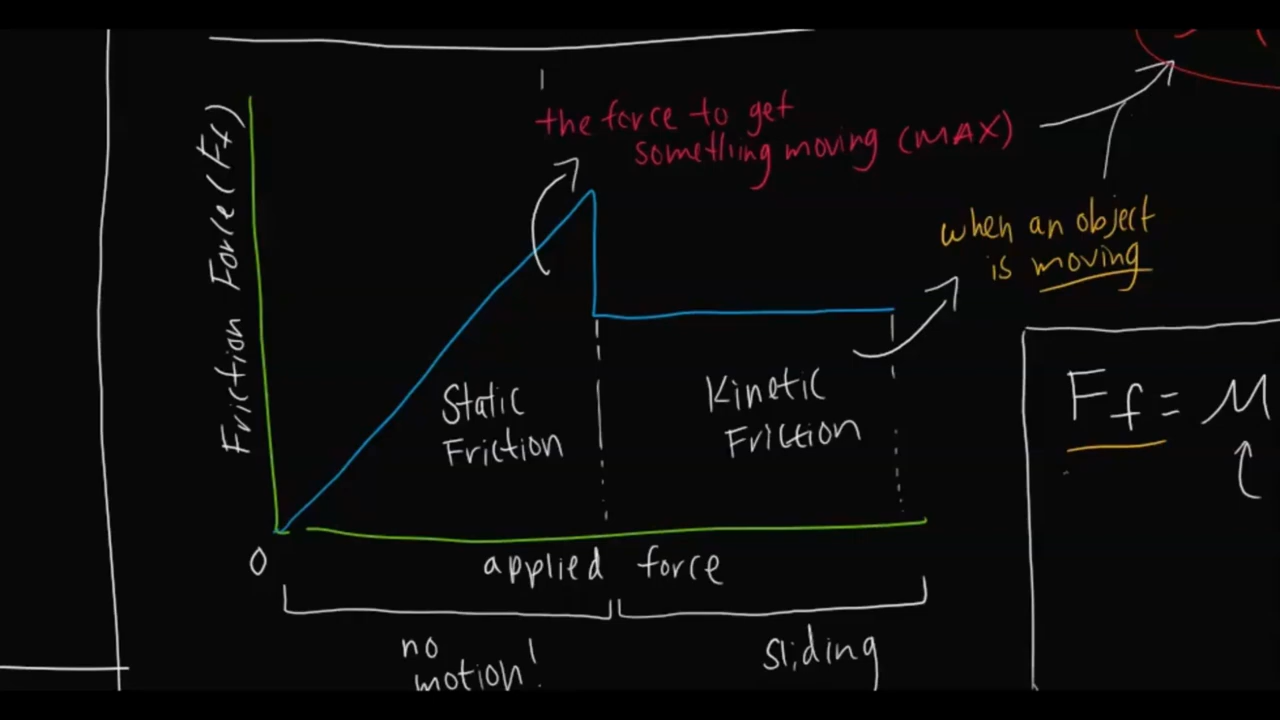 the force to get
something moving (MAX)
Friction Force (Ff)
when an object
is moving
Static
Friction
Kinetic
Friction
Ff = μ
0
applied force
no
motion!
sliding